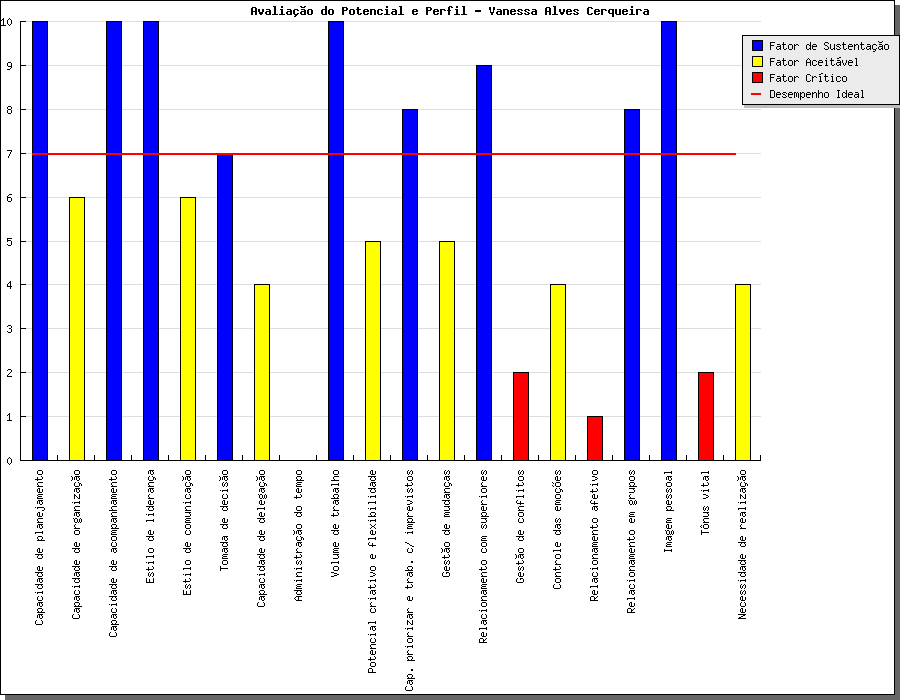 Avaliação do Potencial e Perfil - Vanessa Alves Cerqueira
10
9
8
7
6
5
4
3
2
1
0
Fator de Sustentação
Fator Aceitável
Fator Crítico
Desempenho Ideal
Capacidade de planejamento
Capacidade de organização
Capacidade de acompanhamento
Estilo de liderança
Estilo de comunicação
Tomada de decisão
Capacidade de delegação
Administração do tempo
Volume de trabalho
Potencial criativo e flexibilidade
Cap. priorizar e trab. c/ imprevistos
Gestão de mudanças
Relacionamento com superiores
Gestão de conflitos
Controle das emoções
Relacionamento afetivo
Relacionamento em grupos
Imagem pessoal
Tônus vital
Necessidade de realização